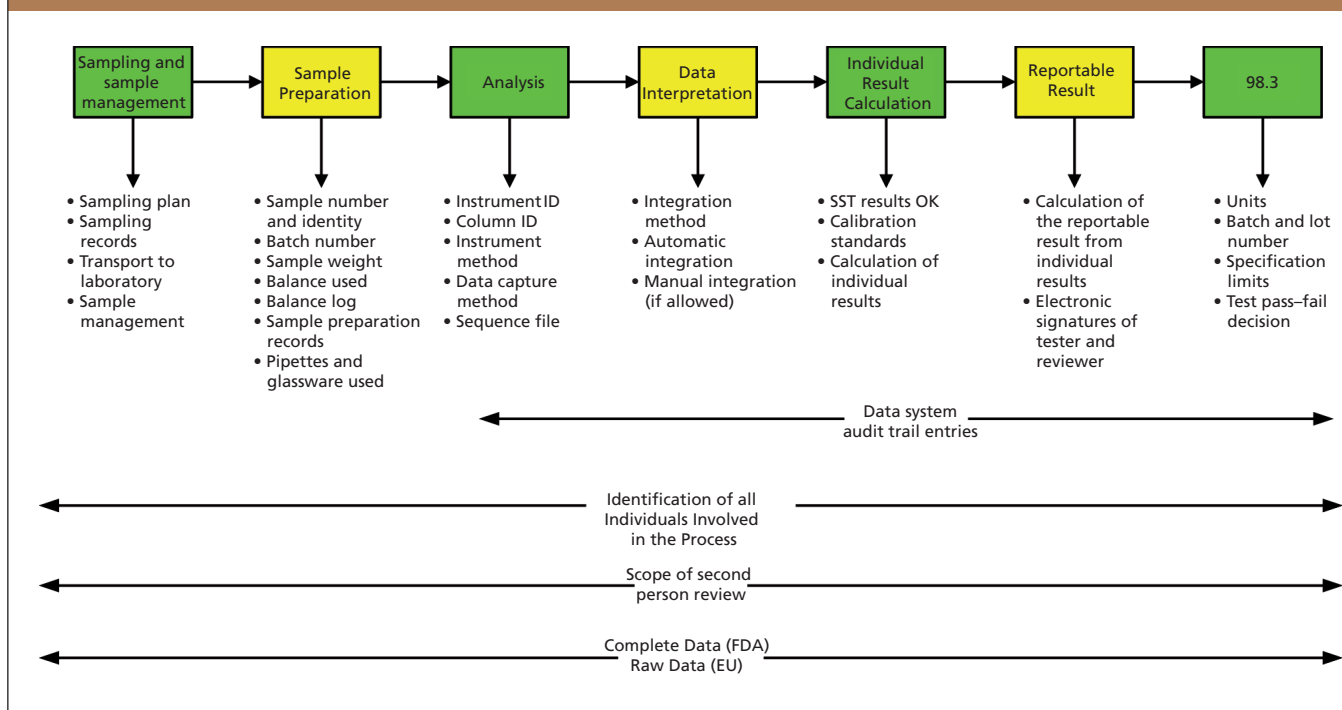 Sampling and
sample
management
Sample
Preparation
Analysis
Data
Interpretation
Individual
Result
Calculation
Reportable
Result
98.3
• Sampling plan
• Sampling
records
• Transport to
laboratory
• Sample
management
• Sample number
and identity
• Batch number
• Sample weight
• Balance used
• Balance log
• Sample preparation
records
• Pipettes and
glassware used
• Instrument ID
• Column ID
• Instrument
method
• Data capture
method
• Sequence file
• Integration
method
• Automatic
integration
• Manual integration
(if allowed)
• SST results OK
• Calibration
standards
• Calculation of
individual
results
• Calculation of
the reportable
result from
individual
results
• Electronic
signatures of
tester and
reviewer
• Units
• Batch and lot
number
• Specification
limits
• Test pass–fail
decision
Data system
audit trail entries
Identification of all
Individuals Involved
in the Process
Scope of second
person review
Complete Data (FDA)
Raw Data (EU)